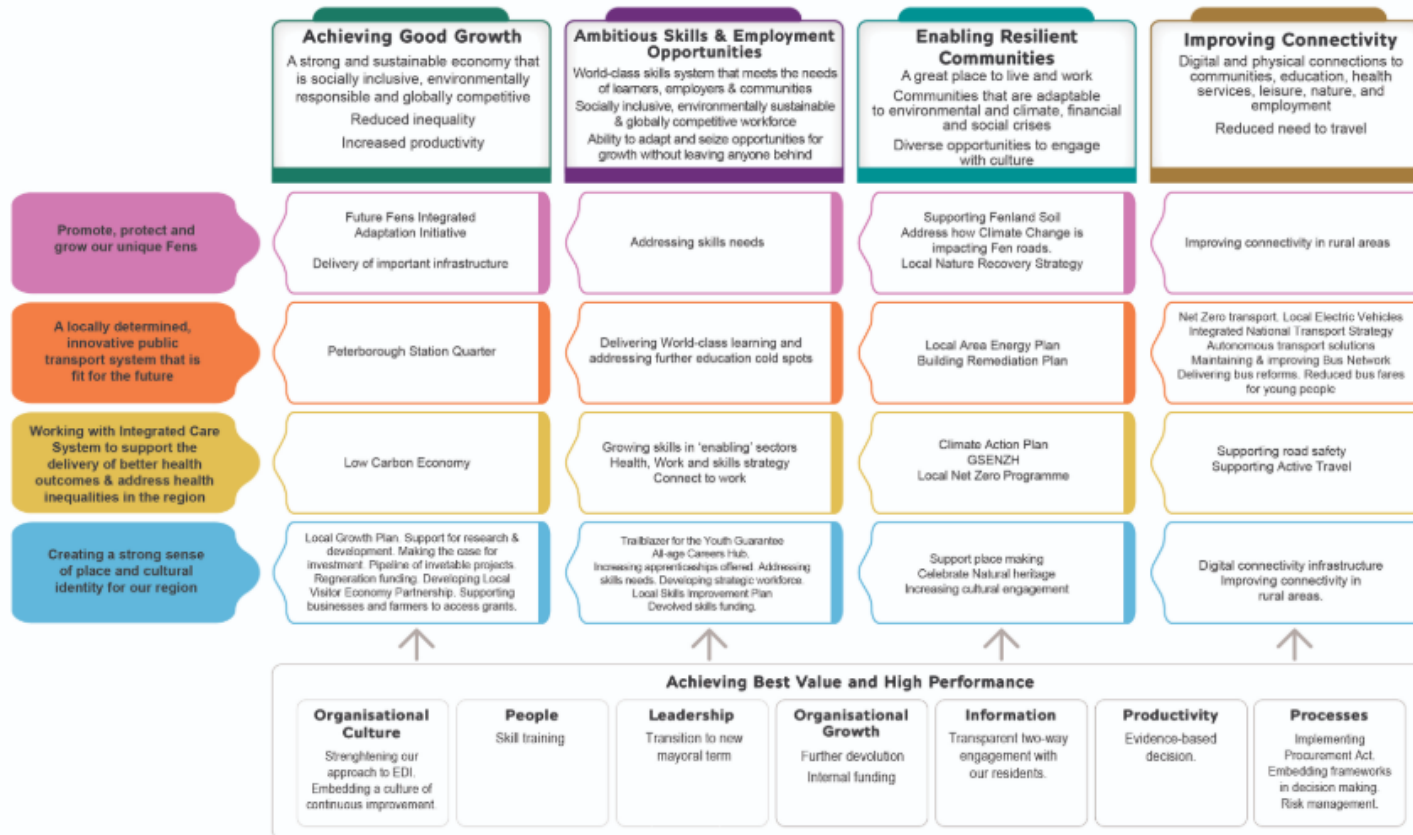 Achieving Good Growth
A strong and sustainable economy that
is socially inclusive, environmentally
responsible and globally competitive
Reduced inequality
Increased productivity
Ambitious Skills & Employment
Opportunities
World-class skills system that meets the needs
of learners, employers & communities
Socially inclusive, environmentally sustainable
& globally competitive workforce
Ability to adapt and seize opportunities for
growth without leaving anyone behind
Enabling Resilient
Communities
A great place to live and work
Communities that are adaptable
to environmental and climate, financial
and social crises
Diverse opportunities to engage
with culture
Improving Connectivity
Digital and physical connections to
communities, education, health
services, leisure, nature, and
employment
Reduced need to travel
Promote, protect and
grow our unique Fens
Future Fens Integrated
Adaptation Initiative
Delivery of important infrastructure
Addressing skills needs
Supporting Fenland Soil
Address how Climate Change is
impacting Fen roads.
Local Nature Recovery Strategy
Improving connectivity in rural areas
A locally determined,
innovative public
transport system that is
fit for the future
Peterborough Station Quarter
Delivering World-class learning and
addressing further education cold spots
Local Area Energy Plan
Building Remediation Plan
Net Zero transport, Local Electric Vehicles
Integrated National Transport Strategy
Autonomous transport solutions
Maintaining & improving Bus Network
Delivering bus reforms. Reduced bus fares
for young people
Working with Integrated Care
System to support the
delivery of better health
outcomes & address health
inequalities in the region
Low Carbon Economy
Growing skills in 'enabling' sectors
Health, Work and skills strategy
Connect to work
Climate Action Plan
GSENZH
Local Net Zero Programme
Supporting road safety
Supporting Active Travel
Creating a strong sense
of place and cultural
identity for our region
Local Growth Plan. Support for research &
development. Making the case for
investment. Pipeline of invetable projects.
Regneration funding. Developing Local
Visitor Economy Partnership. Supporting
businesses and farmers to access grants.
Trailblazer for the Youth Guarantee
All-age Careers Hub.
Increasing apprenticeships offered. Addressing
skills needs. Developing strategic workforce.
Local Skills Improvement Plan
Devolved skills funding.
Support place making
Celebrate Natural heritage
Increasing cultural engagement
Digital connectivity infrastructure
Improving connectivity in
rural areas.
Achieving Best Value and High Performance
Organisational
Culture
Strenghtening our
approach to EDI.
Embedding a culture of
continuous improvement.
People
Skill training
Leadership
Transition to new
mayoral term
Organisational
Growth
Further devolution
Internal funding
Information
Transparent two-way
engagement with
our residents.
Productivity
Evidence-based
decision.
Processes
Implementing
Procurement Act.
Embedding frameworks
in decision making.
Risk management.